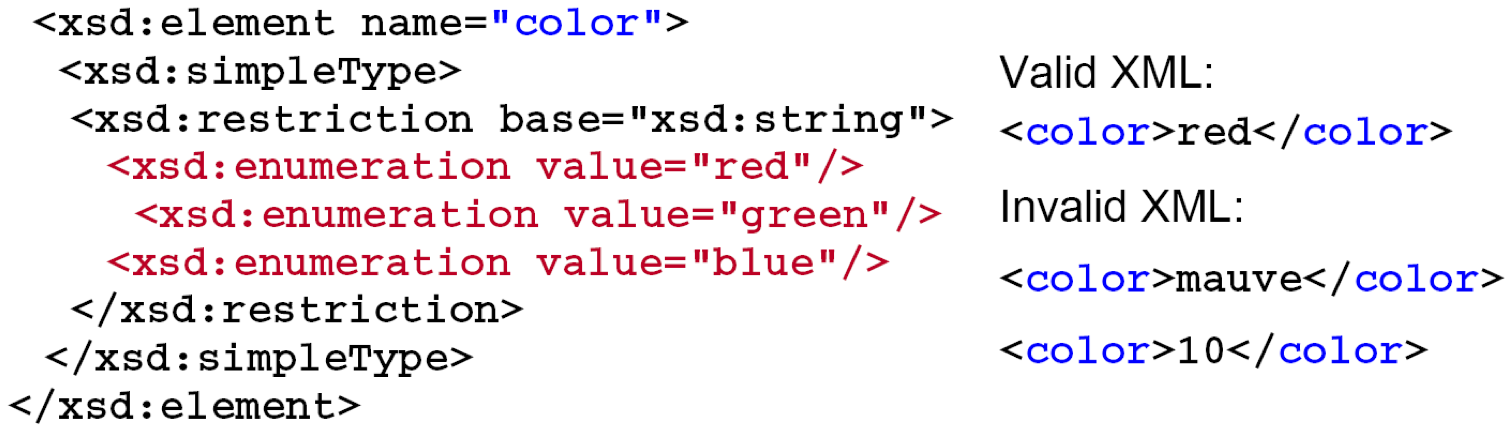 <xsd:element name="color">
<xsd:simpleType>
<xsd:restriction base="xsd:string">
<xsd:enumeration value="red"/>
<xsd:enumeration value="green"/>
<xsd:enumeration value="blue"/>
</xsd:restriction>
</xsd:simpleType>
</xsd:element>
Valid XML:
<color>red</color>
Invalid XML:
<color>mauve</color>
<color>10</color>